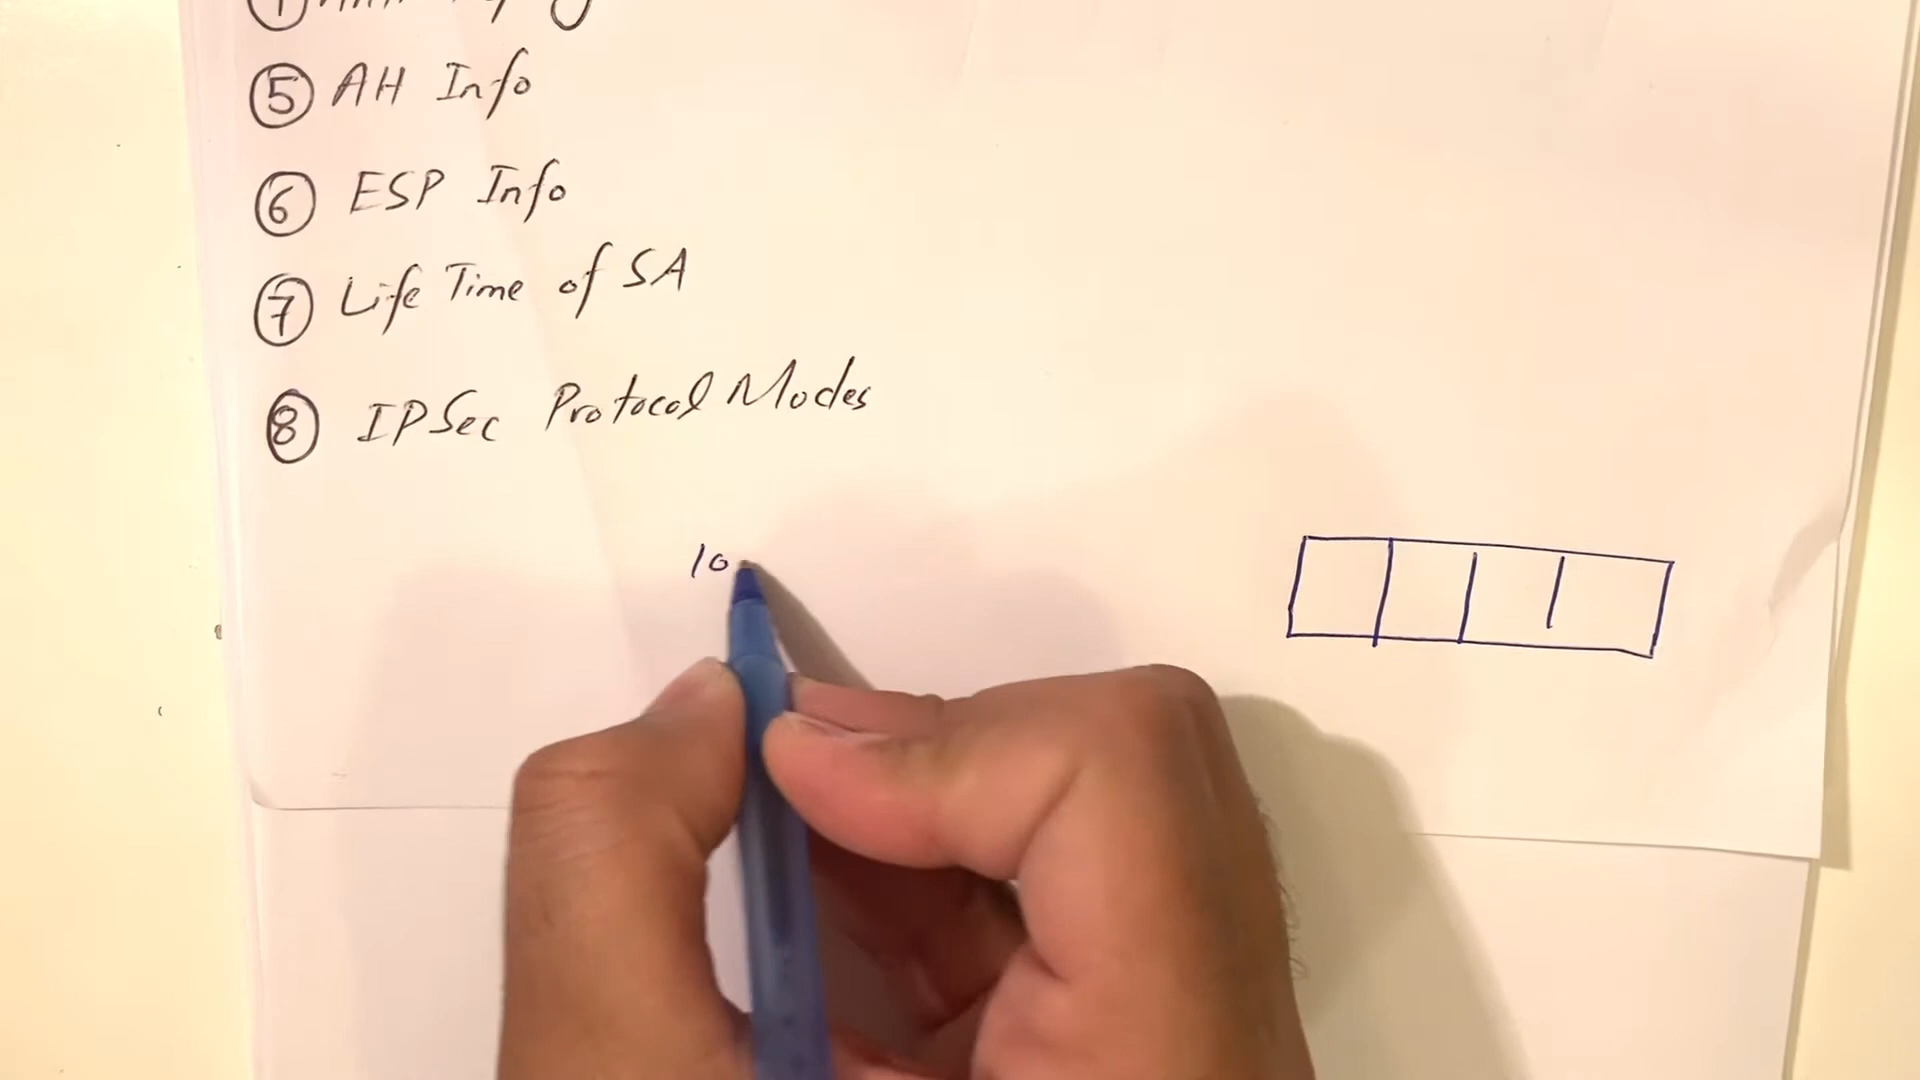 ⑤ AH Info
⑥ ESP Info
⑦ Life Time of SA
⑧ IPSec Protocol Modes
10